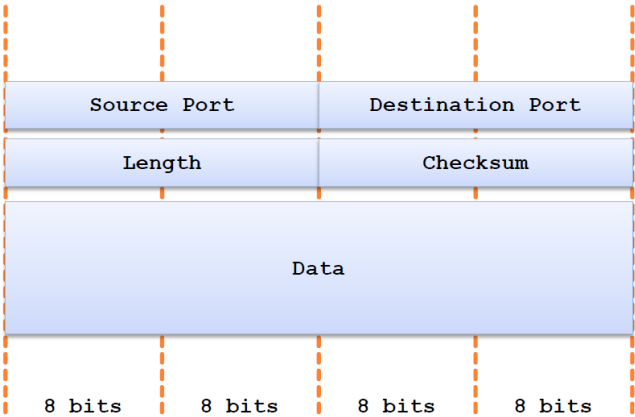 Source Port Destination Port
Length Checksum
Data
8 bits 8 bits 8 bits 8 bits